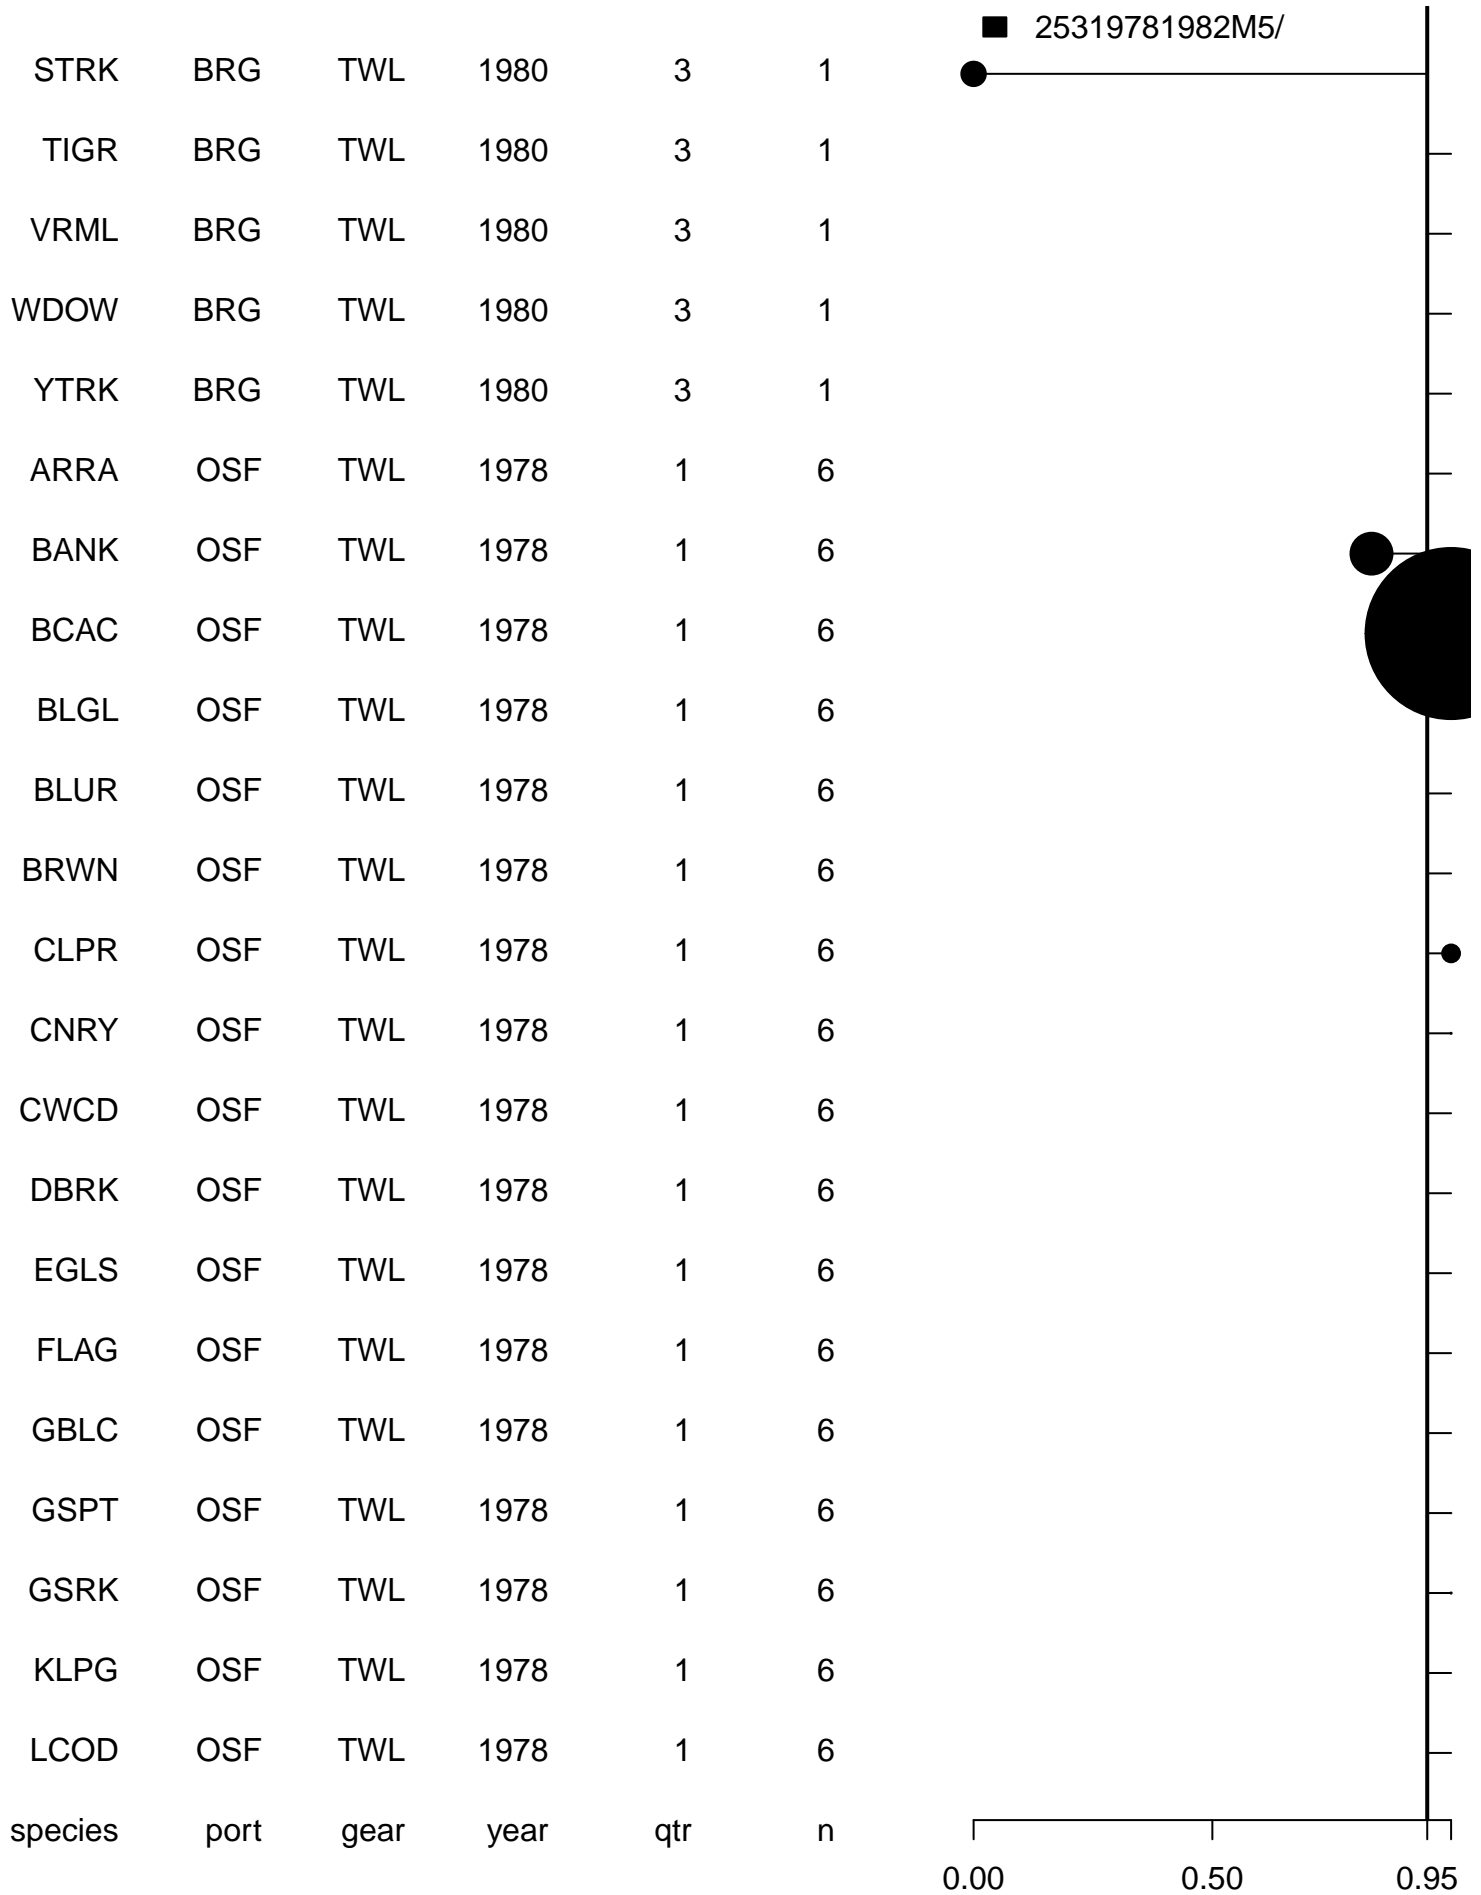 25319781982M5/
STRK BRG TWL 1980 3 1
TIGR BRG TWL 1980 3 1
VRML BRG TWL 1980 3 1
WDOW BRG TWL 1980 3 1
YTRK BRG TWL 1980 3 1
ARRA OSF TWL 1978 1 6
BANK OSF TWL 1978 1 6
BCAC OSF TWL 1978 1 6
BLGL OSF TWL 1978 1 6
BLUR OSF TWL 1978 1 6
BRWN OSF TWL 1978 1 6
CLPR OSF TWL 1978 1 6
CNRY OSF TWL 1978 1 6
CWCD OSF TWL 1978 1 6
DBRK OSF TWL 1978 1 6
EGLS OSF TWL 1978 1 6
FLAG OSF TWL 1978 1 6
GBLC OSF TWL 1978 1 6
GSPT OSF TWL 1978 1 6
GSRK OSF TWL 1978 1 6
KLPG OSF TWL 1978 1 6
LCOD OSF TWL 1978 1 6
species port gear year qtr n
0.00 0.50 0.95